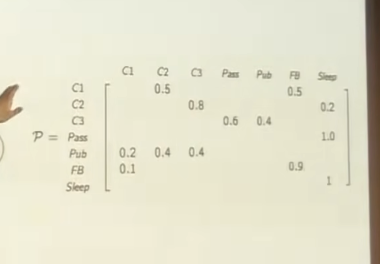 C1 C2 C3 Pass Pub FB Sleep
C1 0.5 0.5
C2 0.8 0.2
C3 0.6 0.4
P = Pass 1.0
Pub 0.2 0.4 0.4
FB 0.1 0.9
Sleep 1